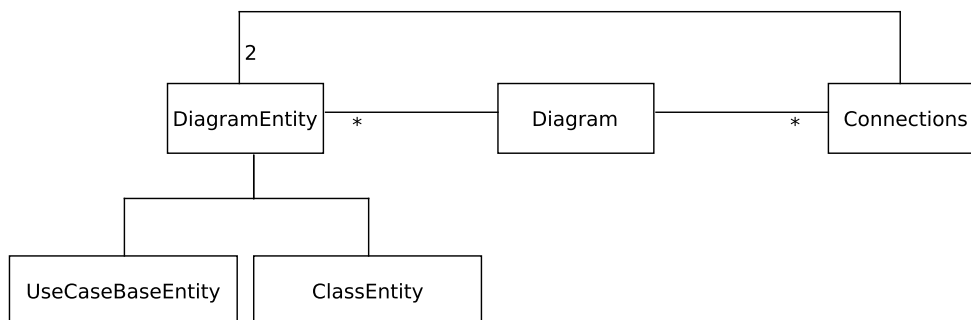 2
DiagramEntity
*
Diagram
*
Connections
UseCaseBaseEntity
ClassEntity